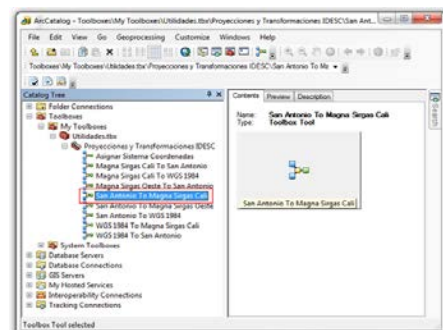 ArcCatalog - Toolboxes\My Toolboxes\Utilidades.tbx\Proyecciones y Transformaciones IDESC\San Ant...
File Edit View Go Geoprocessing Customize Windows Help
Toolboxes\My Toolboxes\Utilidades.tbx\Proyecciones y Transformaciones IDESC\San Antonio To Ma
Catalog Tree
Folder Connections
Toolboxes
My Toolboxes
Utilidades.tbx
Proyecciones y Transformaciones IDESC
Asignar Sistema Coordenadas
Magna Sirgas Cali To San Antonio
Magna Sirgas Cali To WGS 1984
Magna Sirgas Oeste To San Antonio
San Antonio To Magna Sirgas Cali
San Antonio To Magna Sirgas Oeste
San Antonio To WGS 1984
WGS 1984 To Magna Sirgas Cali
WGS 1984 To San Antonio
System Toolboxes
Database Servers
Database Connections
GIS Servers
My Hosted Services
Interoperability Connections
Tracking Connections
Contents Preview Description
Name: San Antonio To Magna Sirgas Cali
Type: Toolbox Tool
San Antonio To Magna Sirgas Cali
Search
Toolbox Tool selected